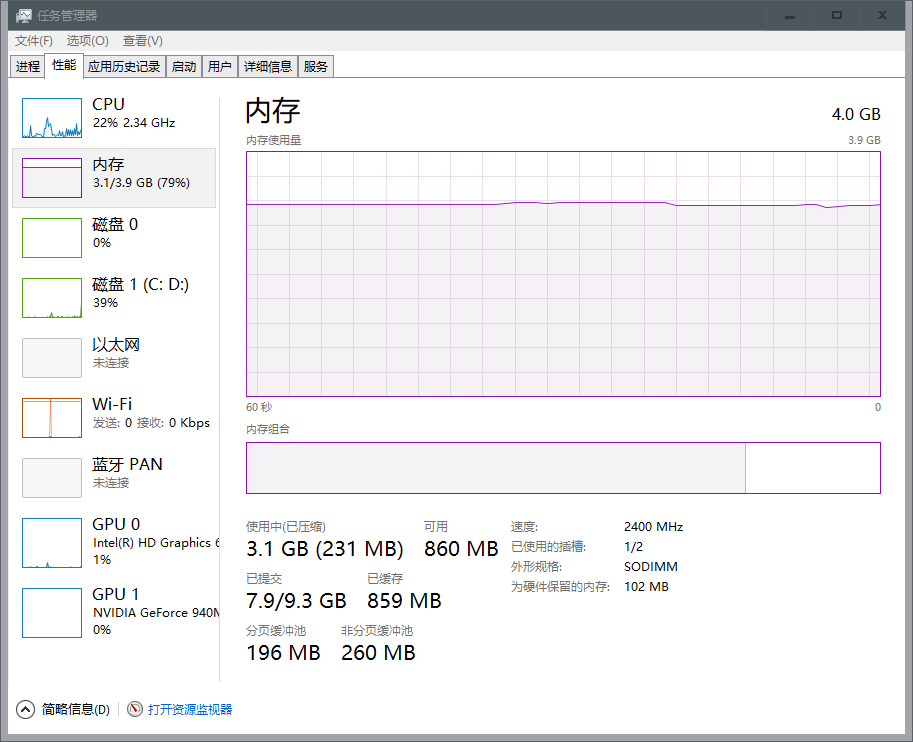 任务管理器
文件(F) 选项(O) 查看(V)
进程 性能 应用历史记录 启动 用户 详细信息 服务
CPU
22% 2.34 GHz
内存
3.1/3.9 GB (79%)
磁盘 0
0%
磁盘 1 (C: D:)
39%
以太网
未连接
Wi-Fi
发送: 0 接收: 0 Kbps
蓝牙 PAN
未连接
GPU 0
Intel(R) HD Graphics 6
1%
GPU 1
NVIDIA GeForce 940M
0%
内存 4.0 GB
内存使用量 3.9 GB
60 秒 0
内存组合
使用中(已压缩) 可用
3.1 GB (231 MB) 860 MB
已提交 已缓存
7.9/9.3 GB 859 MB
分页缓冲池 非分页缓冲池
196 MB 260 MB
速度: 2400 MHz
已使用的插槽: 1/2
外形规格: SODIMM
为硬件保留的内存: 102 MB
简略信息(D) 打开资源监视器